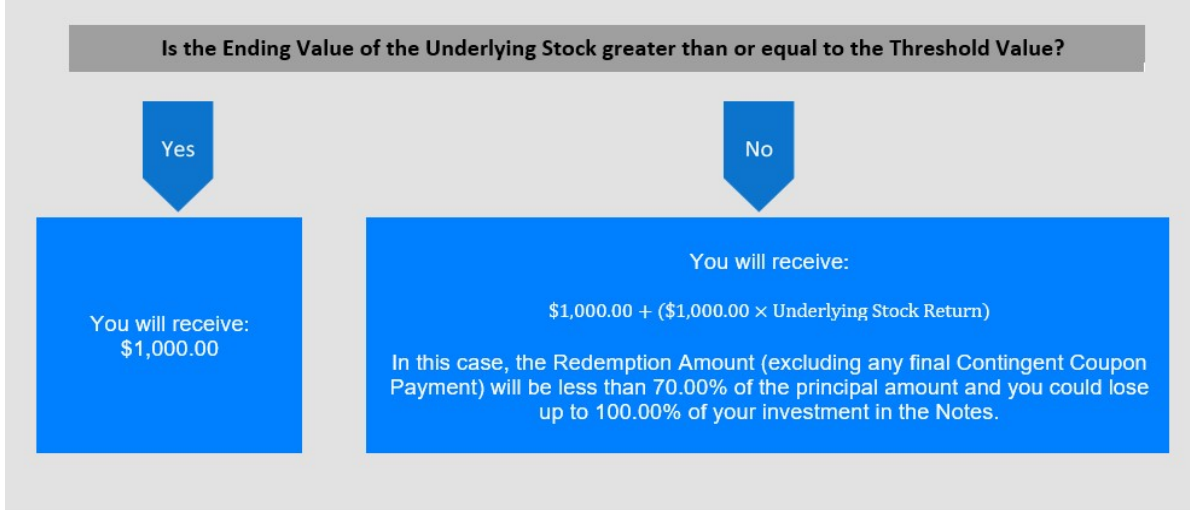 Is the Ending Value of the Underlying Stock greater than or equal to the Threshold Value?
Yes
No
You will receive:
$1,000.00
You will receive:
$1,000.00 + ($1,000.00 × Underlying Stock Return)
In this case, the Redemption Amount (excluding any final Contingent Coupon
Payment) will be less than 70.00% of the principal amount and you could lose
up to 100.00% of your investment in the Notes.